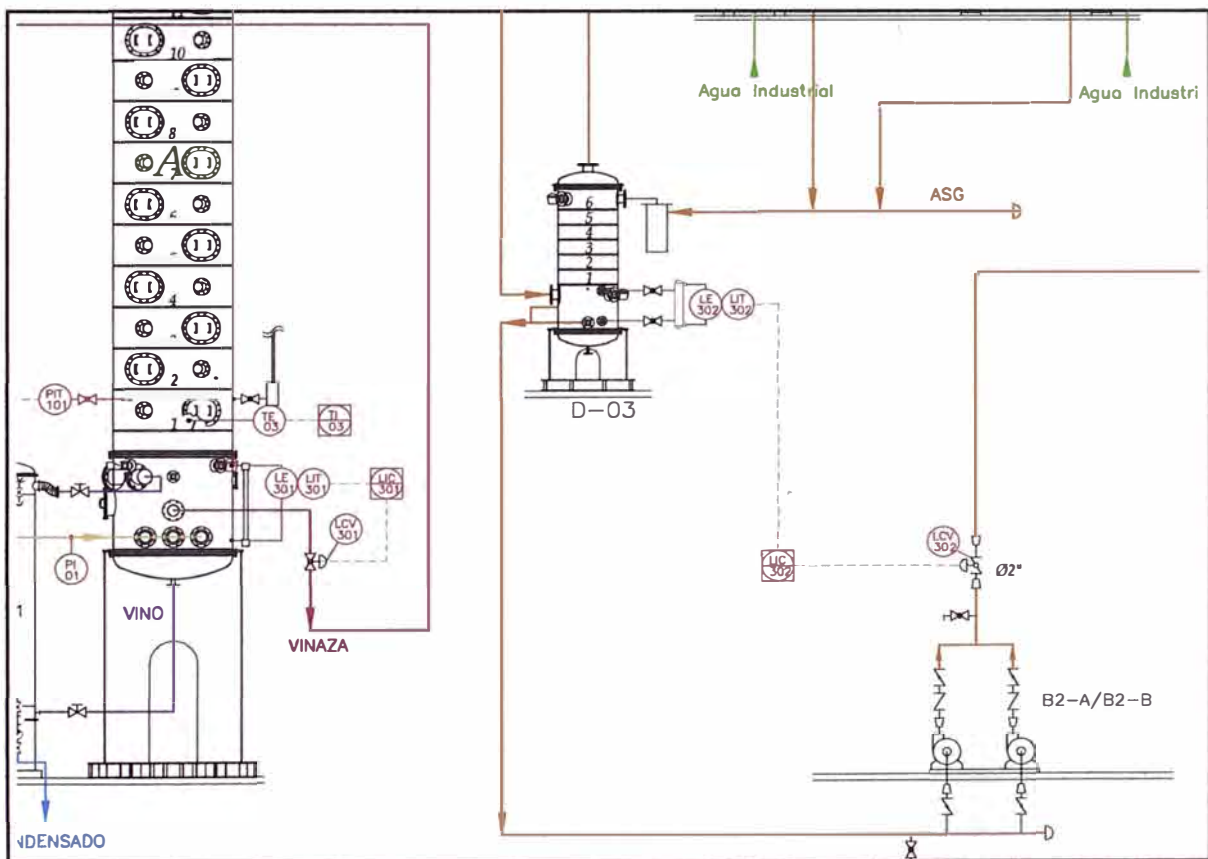 10
8
A
4
2
1
PIT
101
TE
03
TI
03
LE
301
LIT
301
LIC
301
LCV
301
PI
01
VINO
VINAZA
NDENSADO
1
Agua Industrial
Agua Industri
ASG
6
5
4
3
2
1
LE
302
LIT
302
D-03
LIC
302
LCV
302
Ø2"
B2-A/B2-B